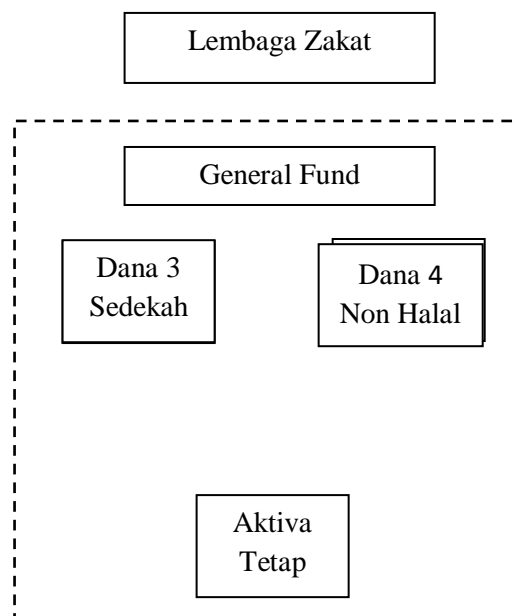 Lembaga Zakat
General Fund
Dana 3
Sedekah
Dana 4
Non Halal
Aktiva
Tetap